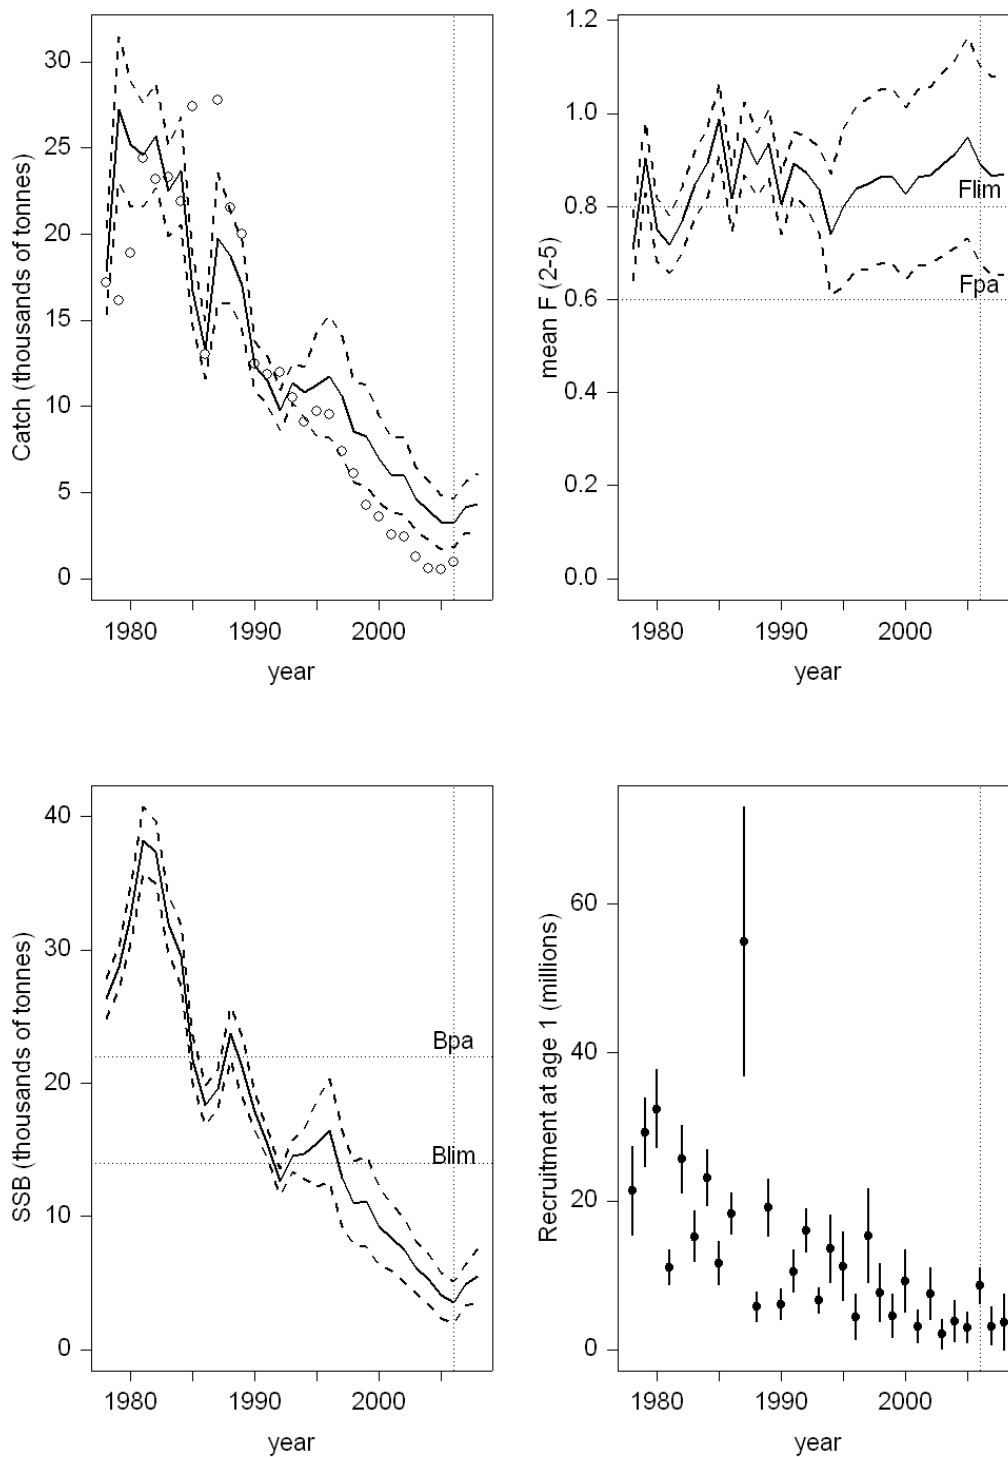 Catch (thousands of tonnes)
30
25
20
15
10
5
0
1980 1990 2000
year
mean F (2-5)
1.2
1.0
0.8
0.6
0.4
0.2
0.0
Flim
Fpa
1980 1990 2000
year
SSB (thousands of tonnes)
40
30
20
10
0
Bpa
Blim
1980 1990 2000
year
Recruitment at age 1 (millions)
60
40
20
0
1980 1990 2000
year